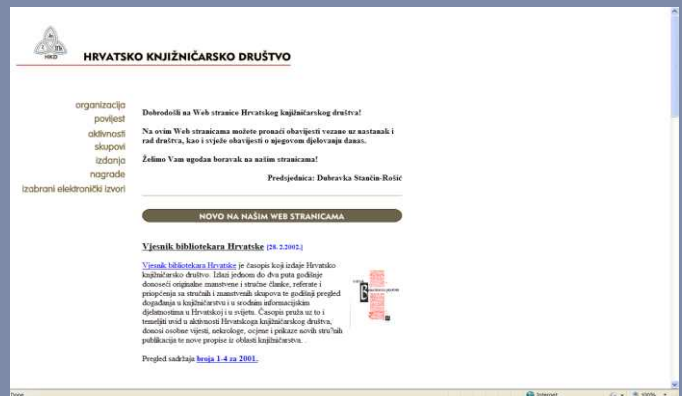 HKD
HRVATSKO KNJIŽNIČARSKO DRUŠTVO
organizacija
povijest
aktivnosti
skupovi
izdanja
nagrade
izabrani elektronički izvori
Dobrodošli na Web stranice Hrvatskog knjižničarskog društva!
Na ovim Web stranicama možete pronaći obavijesti vezane uz nastanak i
rad društva, kao i svježe obavijesti o njegovom djelovanju danas.
Želimo Vam ugodan boravak na našim stranicama!
Predsjednica: Dubravka Stančin-Rošić
NOVO NA NAŠIM WEB STRANICAMA
Vjesnik bibliotekara Hrvatske [28. 2.2002.]
Vjesnik bibliotekara Hrvatske je časopis koji izdaje Hrvatsko
knjižničarsko društvo. Izlazi jednom do dva puta godišnje
donoseći originalne znanstvene i stručne članke, referate i
priopćenja sa stručnih i znanstvenih skupova te godišnji pregled
događanja u knjižničarstvu i u srodnim informacijskim
djelatnostima u Hrvatskoj i u svijetu. Časopis pruža uz to i
temeljiti uvid u aktivnosti Hrvatskoga knjižničarskog društva,
donosi osobne vijesti, nekrologe, ocjene i prikaze novih stru?nih
publikacija te nove propise iz oblasti knjižničarstva.
Pregled sadržaja broja 1-4 za 2001.
Done
Internet
100%